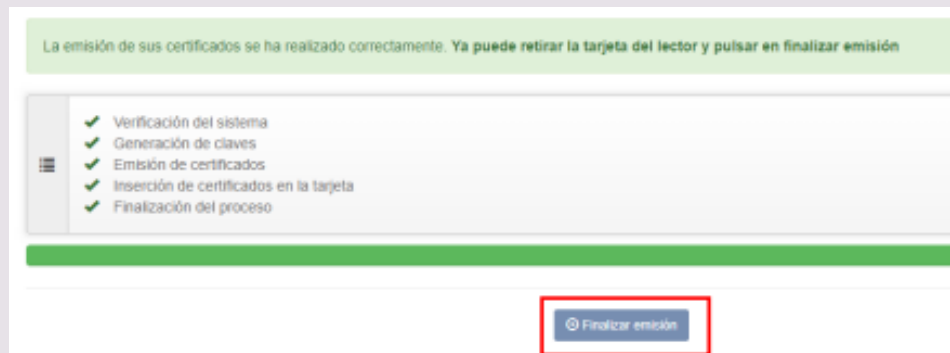 La emisión de sus certificados se ha realizado correctamente. Ya puede retirar la tarjeta del lector y pulsar en finalizar emisión
Verificación del sistema
Generación de claves
Emisión de certificados
Inserción de certificados en la tarjeta
Finalización del proceso
Finalizar emisión